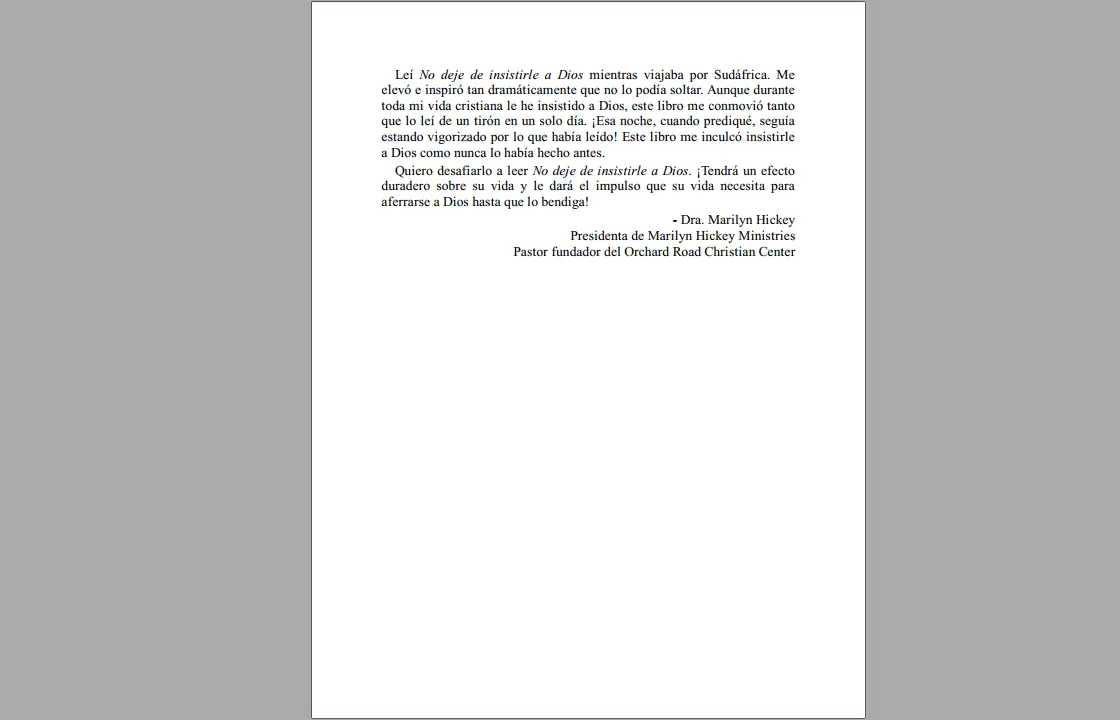 Leí No deje de insistirle a Dios mientras viajaba por Sudáfrica. Me
elevó e inspiró tan dramáticamente que no lo podía soltar. Aunque durante
toda mi vida cristiana le he insistido a Dios, este libro me conmovió tanto
que lo leí de un tirón en un solo día. ¡Esa noche, cuando prediqué, seguía
estando vigorizado por lo que había leído! Este libro me inculcó insistirle
a Dios como nunca lo había hecho antes.
Quiero desafiarlo a leer No deje de insistirle a Dios. ¡Tendrá un efecto
duradero sobre su vida y le dará el impulso que su vida necesita para
aferrarse a Dios hasta que lo bendiga!
- Dra. Marilyn Hickey
Presidenta de Marilyn Hickey Ministries
Pastor fundador del Orchard Road Christian Center